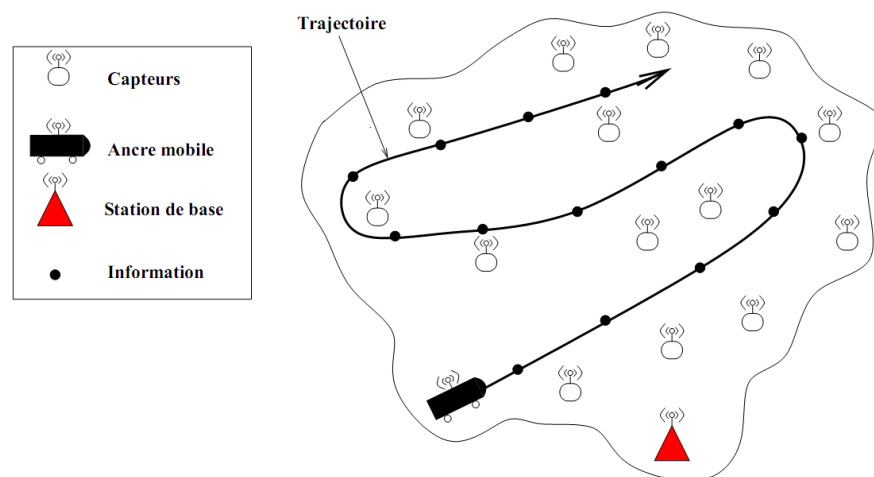 Trajectoire
Capteurs
Ancre mobile
Station de base
Information